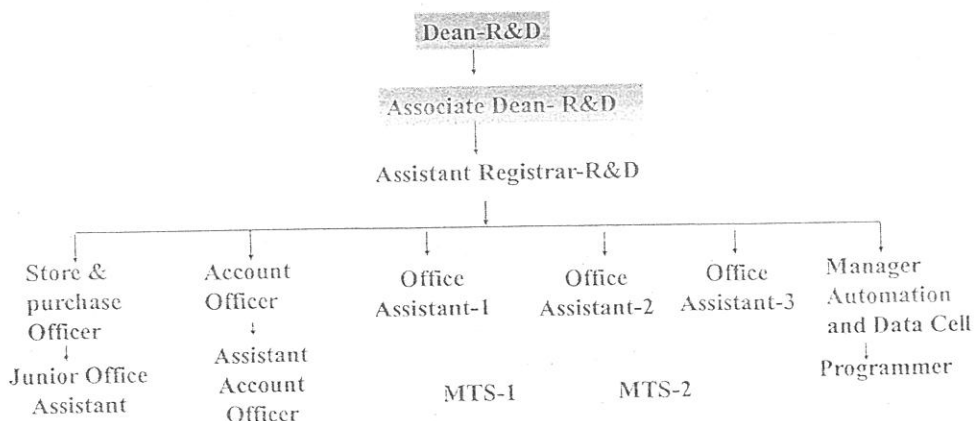 Dean-R&D
Associate Dean- R&D
Assistant Registrar-R&D
Store &
purchase
Officer
Junior Office
Assistant
Account
Officer
Assistant
Account
Officer
Office
Assistant-1
Office
Assistant-2
Office
Assistant-3
MTS-1
MTS-2
Manager
Automation
and Data Cell
Programmer